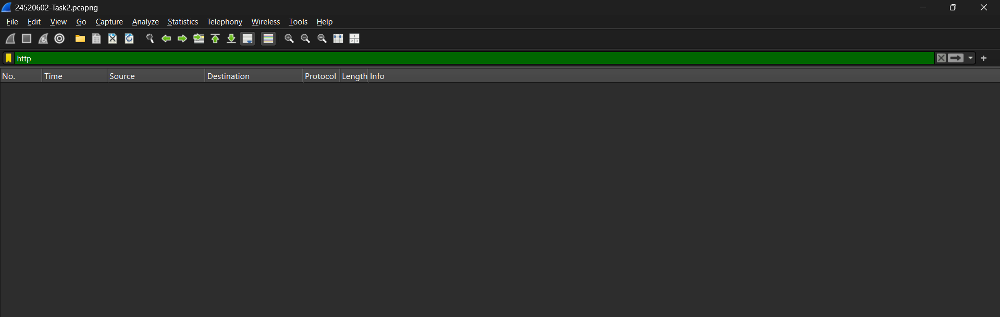 24520602-Task2.pcapng
File Edit View Go Capture Analyze Statistics Telephony Wireless Tools Help
http
No. Time Source Destination Protocol Length Info